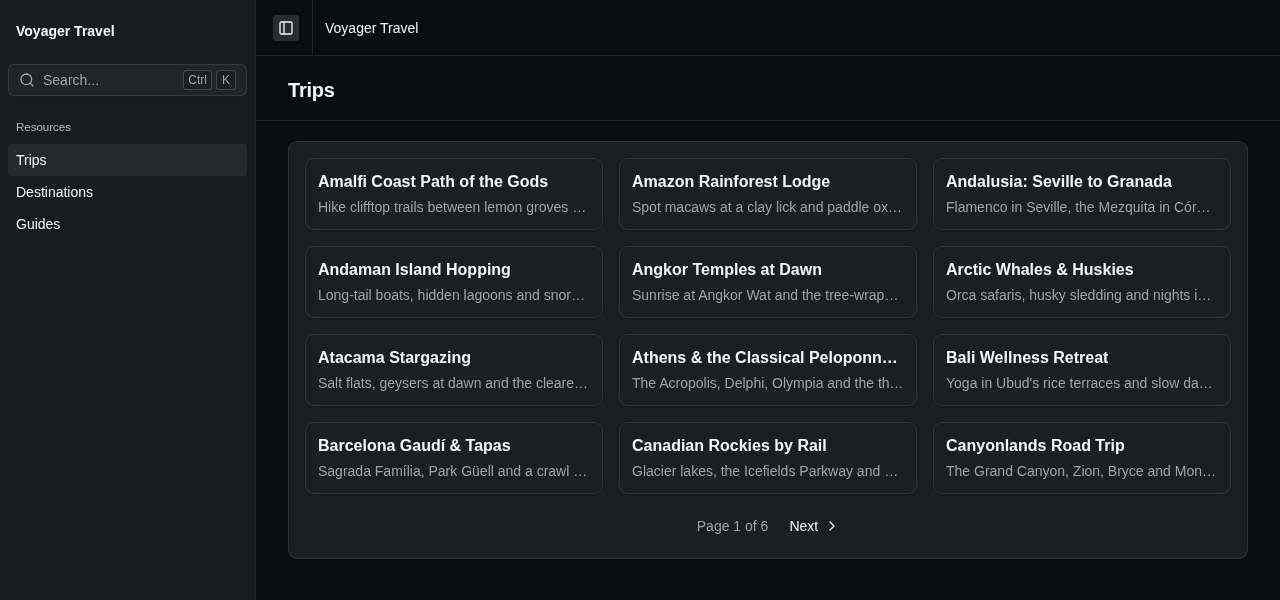 Voyager Travel
Search...
Ctrl K
Resources
Trips
Destinations
Guides
Voyager Travel
Trips
Amalfi Coast Path of the Gods
Hike clifftop trails between lemon groves …
Amazon Rainforest Lodge
Spot macaws at a clay lick and paddle ox…
Andalusia: Seville to Granada
Flamenco in Seville, the Mezquita in Cór…
Andaman Island Hopping
Long-tail boats, hidden lagoons and snor…
Angkor Temples at Dawn
Sunrise at Angkor Wat and the tree-wrap…
Arctic Whales & Huskies
Orca safaris, husky sledding and nights i…
Atacama Stargazing
Salt flats, geysers at dawn and the cleare…
Athens & the Classical Peloponn…
The Acropolis, Delphi, Olympia and the th…
Bali Wellness Retreat
Yoga in Ubud's rice terraces and slow da…
Barcelona Gaudí & Tapas
Sagrada Família, Park Güell and a crawl …
Canadian Rockies by Rail
Glacier lakes, the Icefields Parkway and …
Canyonlands Road Trip
The Grand Canyon, Zion, Bryce and Mon…
Page 1 of 6 Next